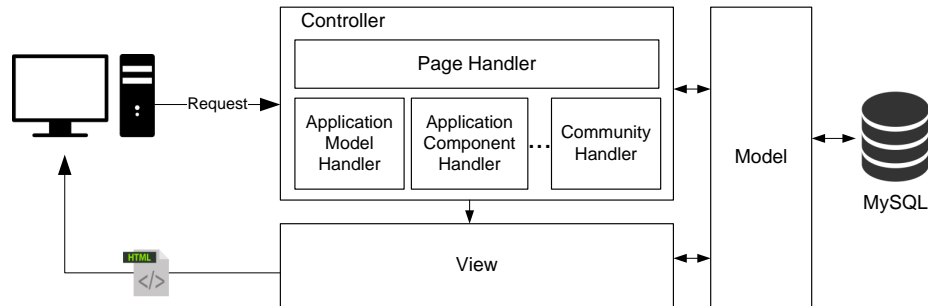 Controller
Page Handler
Request
Application
Model
Handler
Application
Component
Handler
...
Community
Handler
Model
MySQL
View
HTML
</>